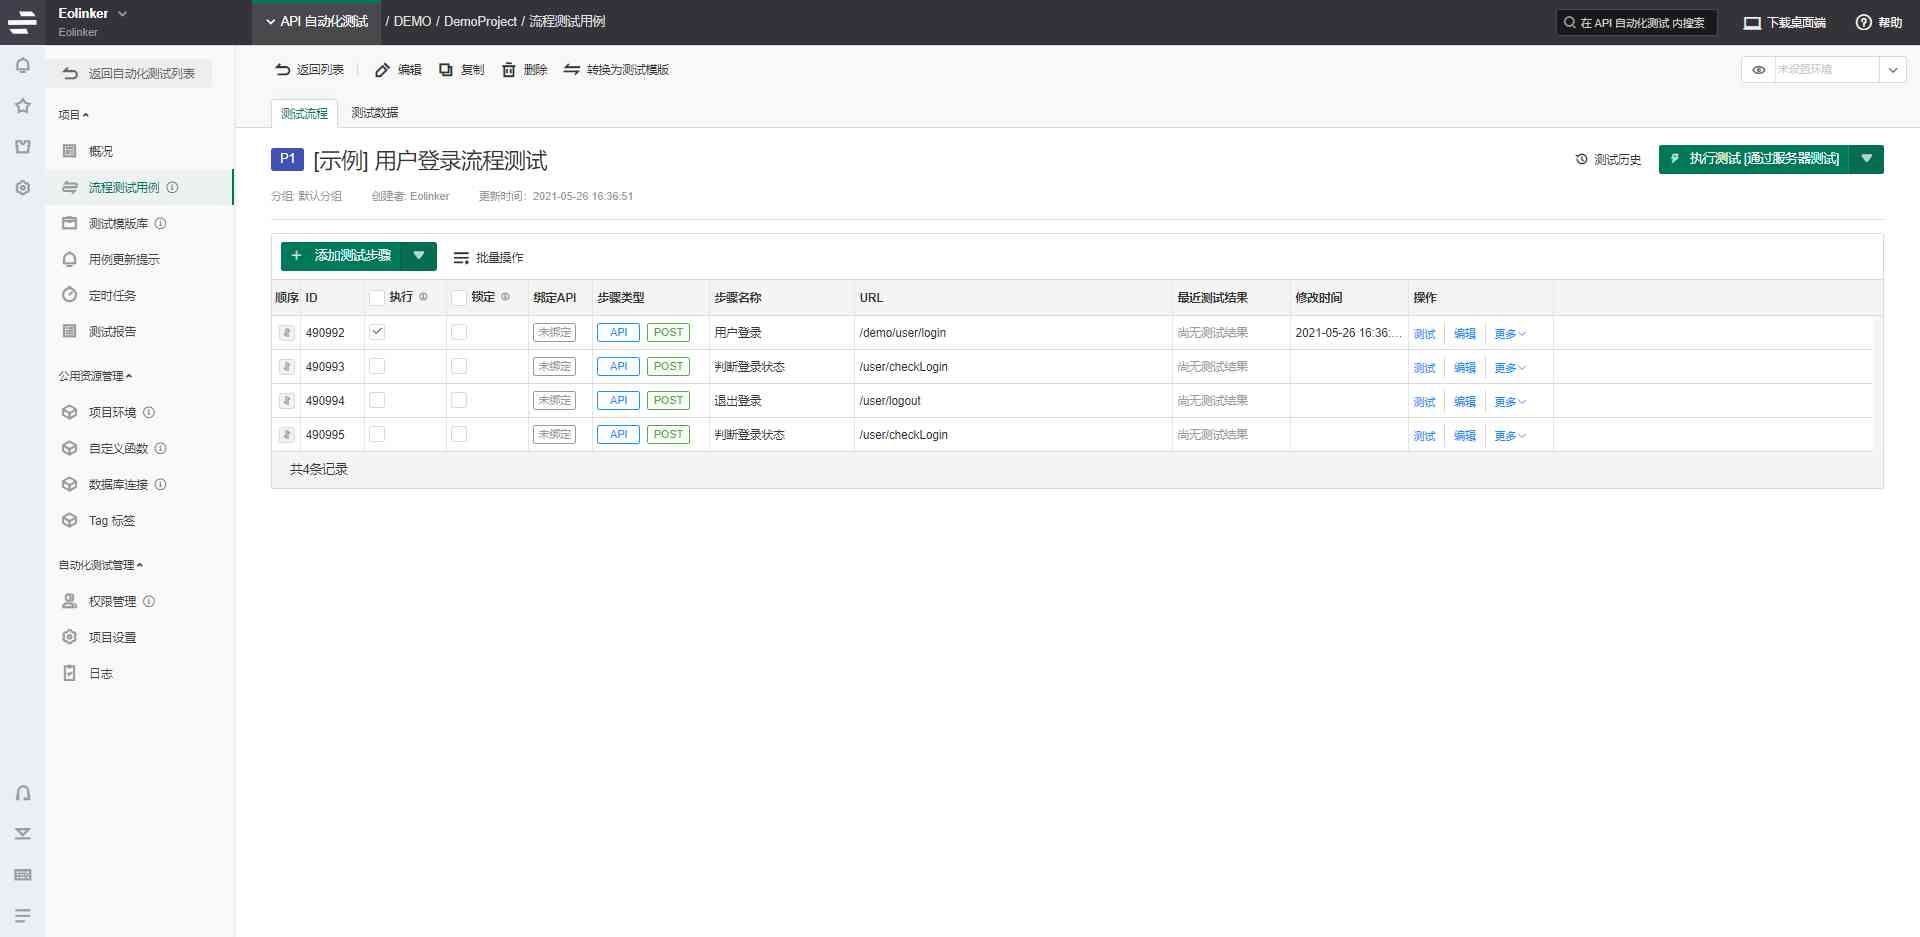 Eolinker
Eolinker
API 自动化测试 / DEMO / DemoProject / 流程测试用例
在 API 自动化测试 内搜索
下载桌面端
帮助
返回自动化测试列表
项目
概况
流程测试用例
测试模版库
用例更新提示
定时任务
测试报告
公用资源管理
项目环境
自定义函数
数据库连接
Tag 标签
自动化测试管理
权限管理
项目设置
日志
返回列表 编辑 复制 删除 转换为测试模版
未设置环境
测试流程 测试数据
P1 [示例] 用户登录流程测试
测试历史 执行测试 [通过服务器测试]
分组: 默认分组 创建者: Eolinker 更新时间: 2021-05-26 16:36:51
+ 添加测试步骤 批量操作
顺序 ID 执行 锁定 绑定API 步骤类型 步骤名称 URL 最近测试结果 修改时间 操作
490992 未绑定 API POST 用户登录 /demo/user/login 尚无测试结果 2021-05-26 16:36:... 测试 编辑 更多
490993 未绑定 API POST 判断登录状态 /user/checkLogin 尚无测试结果 测试 编辑 更多
490994 未绑定 API POST 退出登录 /user/logout 尚无测试结果 测试 编辑 更多
490995 未绑定 API POST 判断登录状态 /user/checkLogin 尚无测试结果 测试 编辑 更多
共4条记录